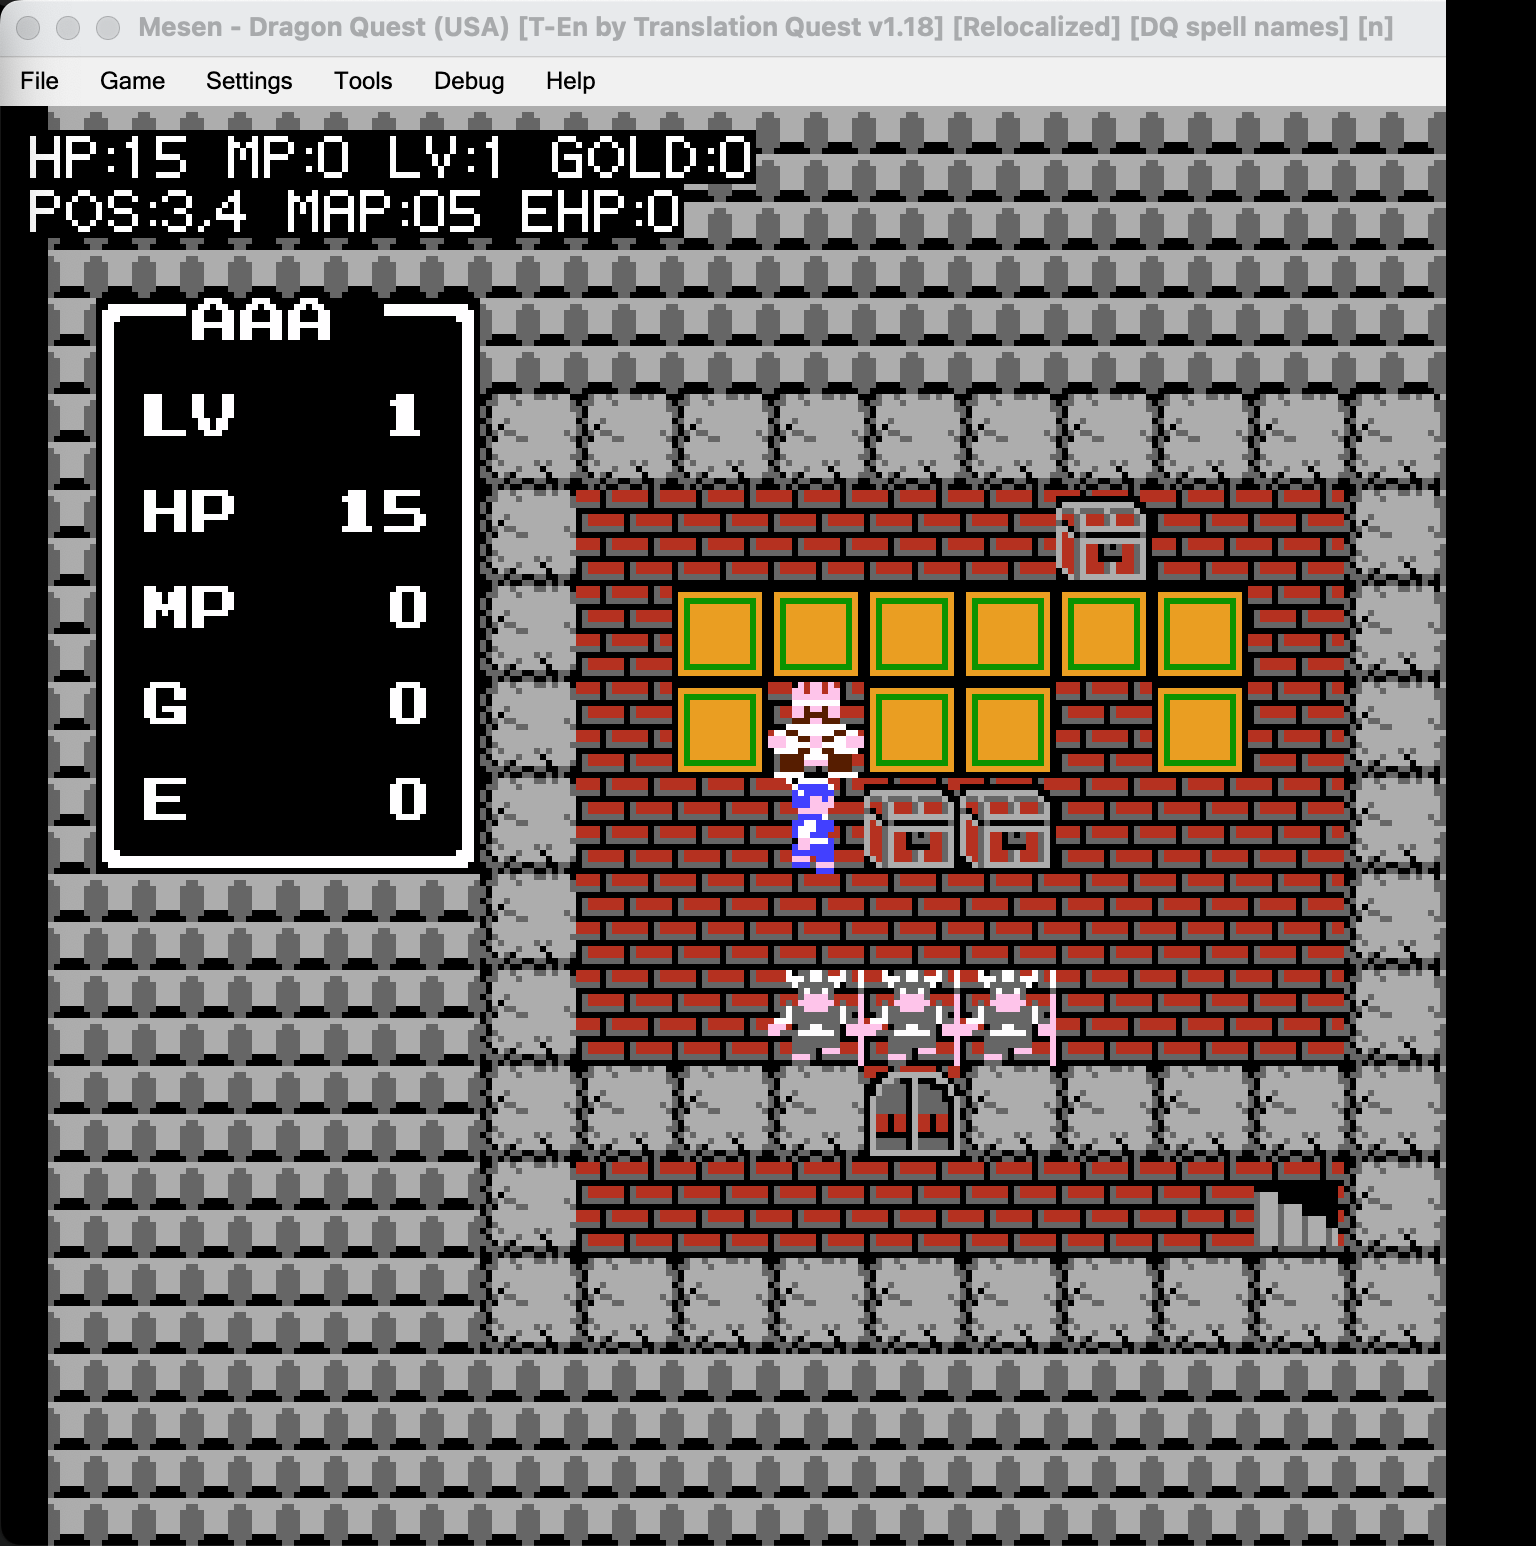 Mesen - Dragon Quest (USA) [T-En by Translation Quest v1.18] [Relocalized] [DQ spell names] [n]
File Game Settings Tools Debug Help
HP:15 MP:0 LV:1 GOLD:0
POS:3,4 MAP:05 EHP:0
AAA
LV 1
HP 15
MP 0
G 0
E 0